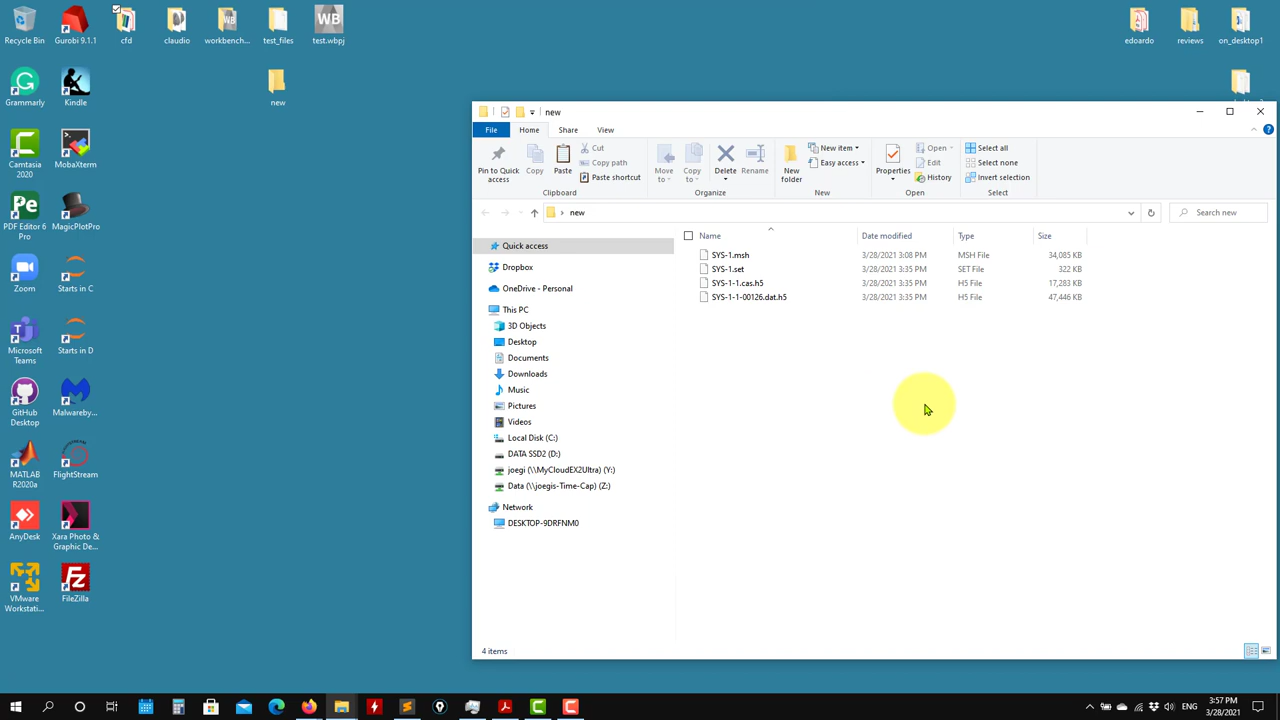 Recycle Bin
Gurobi 9.1.1
cfd
claudio
workbench...
test_files
WB
test.wbpj
edoardo
reviews
on_desktop1
Grammarly
Kindle
new
Camtasia
2020
MobaXterm
PDF Editor 6
Pro
MagicPlotPro
Zoom
Starts in C
Microsoft
Teams
Starts in D
GitHub
Desktop
Malwareby...
MATLAB
R2020a
FlightStream
AnyDesk
Xara Photo &
Graphic De...
VMware
Workstati...
FileZilla
new
File
Home
Share
View
Pin to Quick
access
Copy
Paste
Cut
Copy path
Paste shortcut
Clipboard
Move
to
Copy
to
Delete
Rename
Organize
New
folder
New item
Easy access
New
Properties
Open
Edit
History
Open
Select all
Select none
Invert selection
Select
new
Search new
Name
Date modified
Type
Size
SYS-1.msh 3/28/2021 3:08 PM MSH File 34,085 KB
SYS-1.set 3/28/2021 3:35 PM SET File 322 KB
SYS-1-1.cas.h5 3/28/2021 3:35 PM H5 File 17,283 KB
SYS-1-1-00126.dat.h5 3/28/2021 3:35 PM H5 File 47,446 KB
Quick access
Dropbox
OneDrive - Personal
This PC
3D Objects
Desktop
Documents
Downloads
Music
Pictures
Videos
Local Disk (C:)
DATA SSD2 (D:)
joegi (\\MyCloudEX2Ultra) (Y:)
Data (\\joegis-Time-Cap) (Z:)
Network
DESKTOP-9DRFNM0
4 items
ENG
3:57 PM
3/28/2021